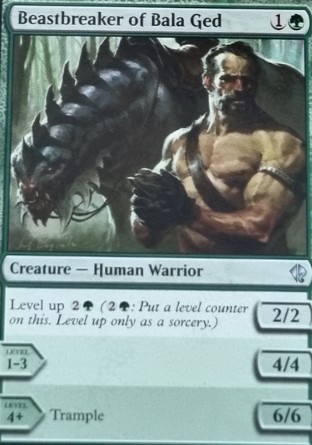 Beastbreaker of Bala Ged 1
Creature — Human Warrior
Level up 2 ( 2 : Put a level counter
on this. Level up only as a sorcery.)
2/2
LEVEL
1-3
4/4
LEVEL
4+
Trample
6/6